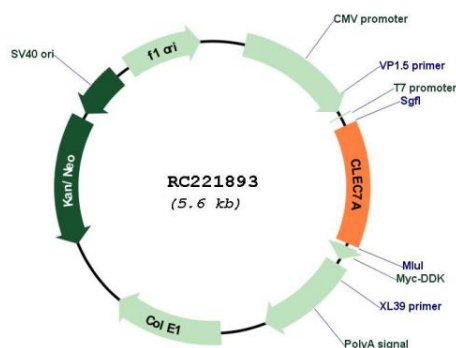 CMV promoter
SV40 ori
f1 ori
VP1.5 primer
T7 promoter
SgfI
Kan/ Neo
RC221893
(5.6 kb)
CLEC7A
MluI
Myc-DDK
XL39 primer
Col E1
PolyA signal